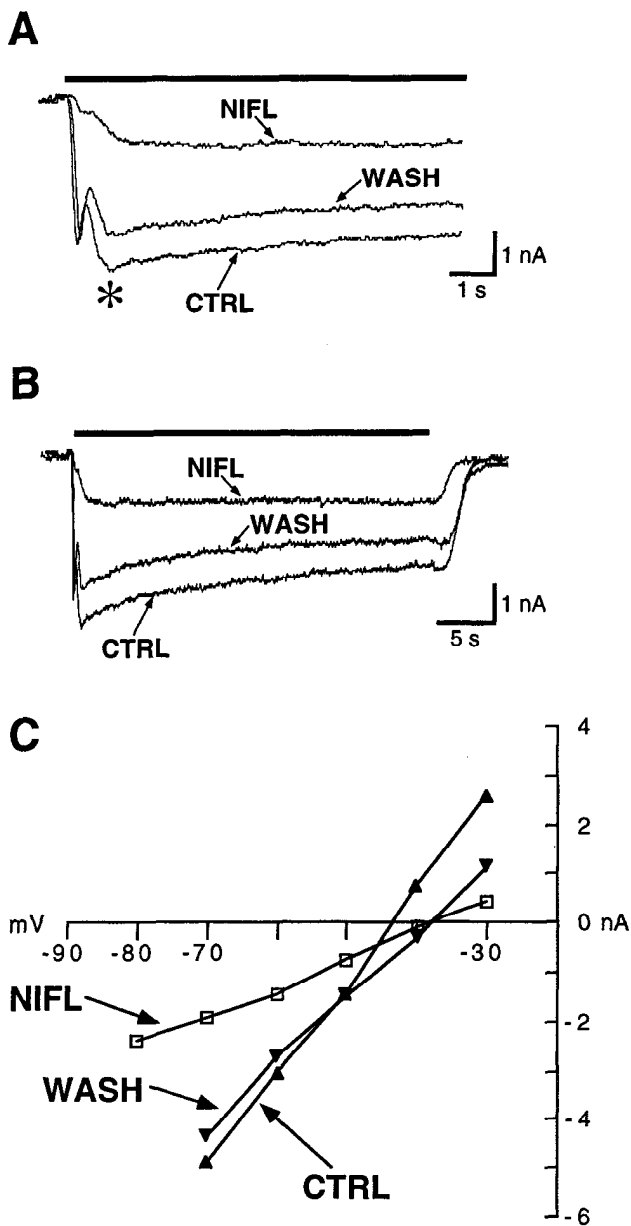 A
NIFL
WASH
*
CTRL
1 nA
1 s
B
NIFL
WASH
CTRL
1 nA
5 s
C
4
2
mV
0 nA
-90 -80 -70 -30
NIFL
-2
WASH
-4
CTRL
-6